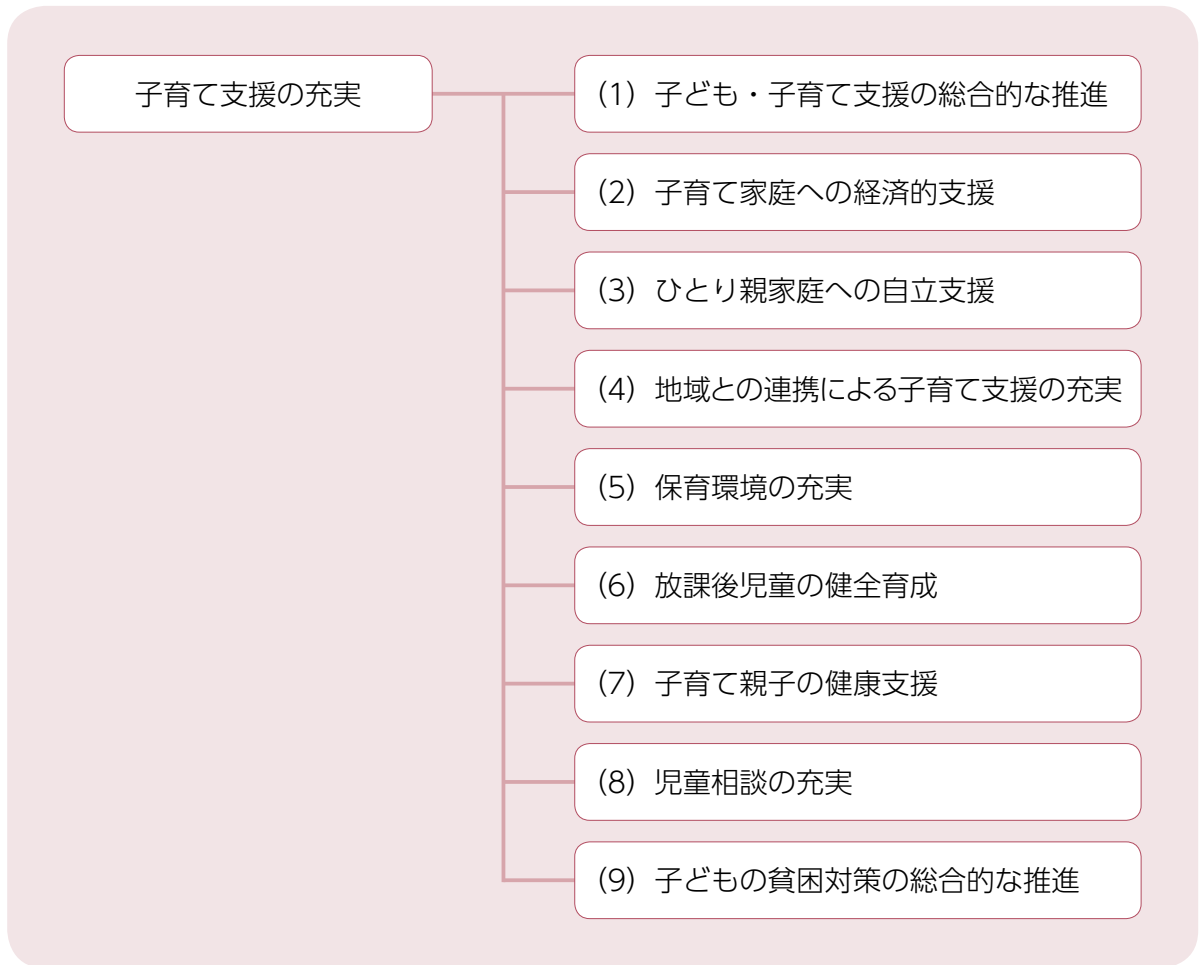 子育て支援の充実
(1) 子ども・子育て支援の総合的な推進
(2) 子育て家庭への経済的支援
(3) ひとり親家庭への自立支援
(4) 地域との連携による子育て支援の充実
(5) 保育環境の充実
(6) 放課後児童の健全育成
(7) 子育て親子の健康支援
(8) 児童相談の充実
(9) 子どもの貧困対策の総合的な推進